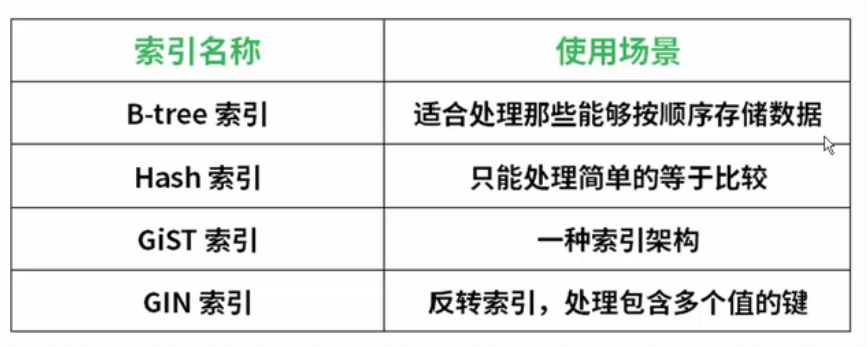 索引名称 使用场景
B-tree 索引 适合处理那些能够按顺序存储数据
Hash 索引 只能处理简单的等于比较
GiST 索引 一种索引架构
GIN 索引 反转索引，处理包含多个值的键